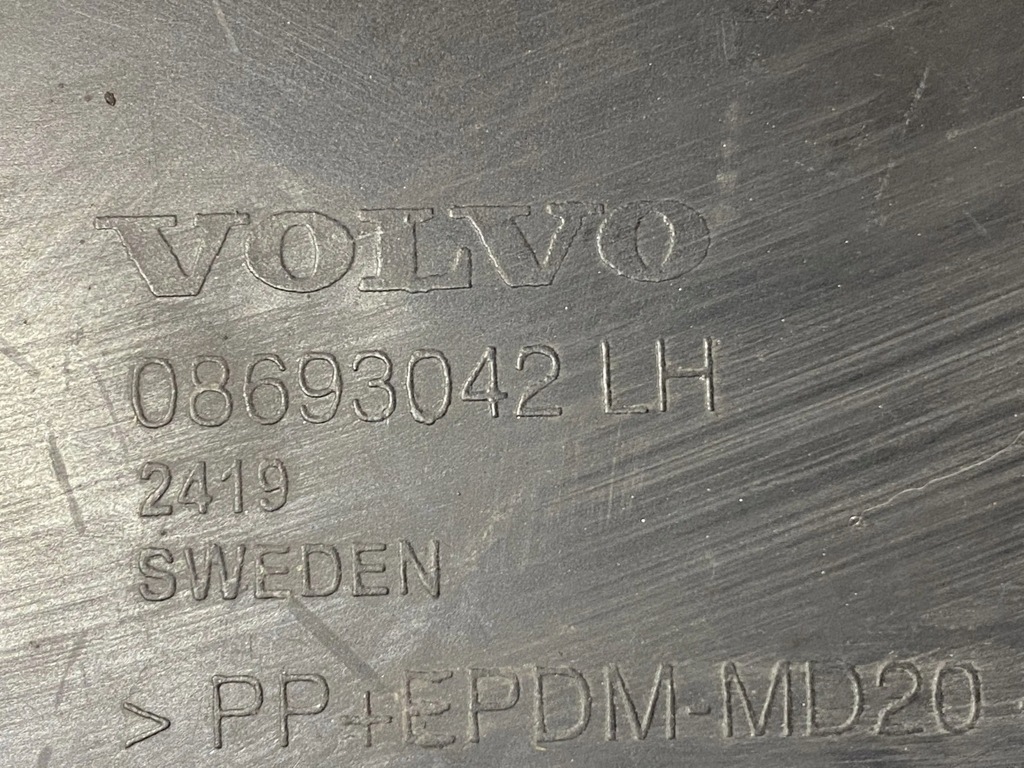 VOLVO
08693042 LH
2419
SWEDEN
> PP+EPDM-MD20